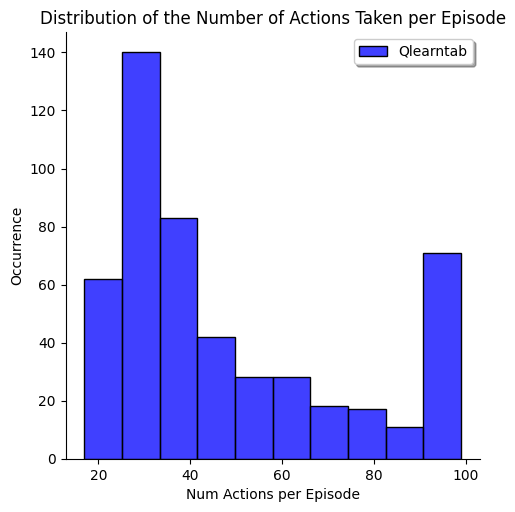 Distribution of the Number of Actions Taken per Episode
Qlearntab
140
120
100
80
60
40
20
0
Occurrence
20 40 60 80 100
Num Actions per Episode